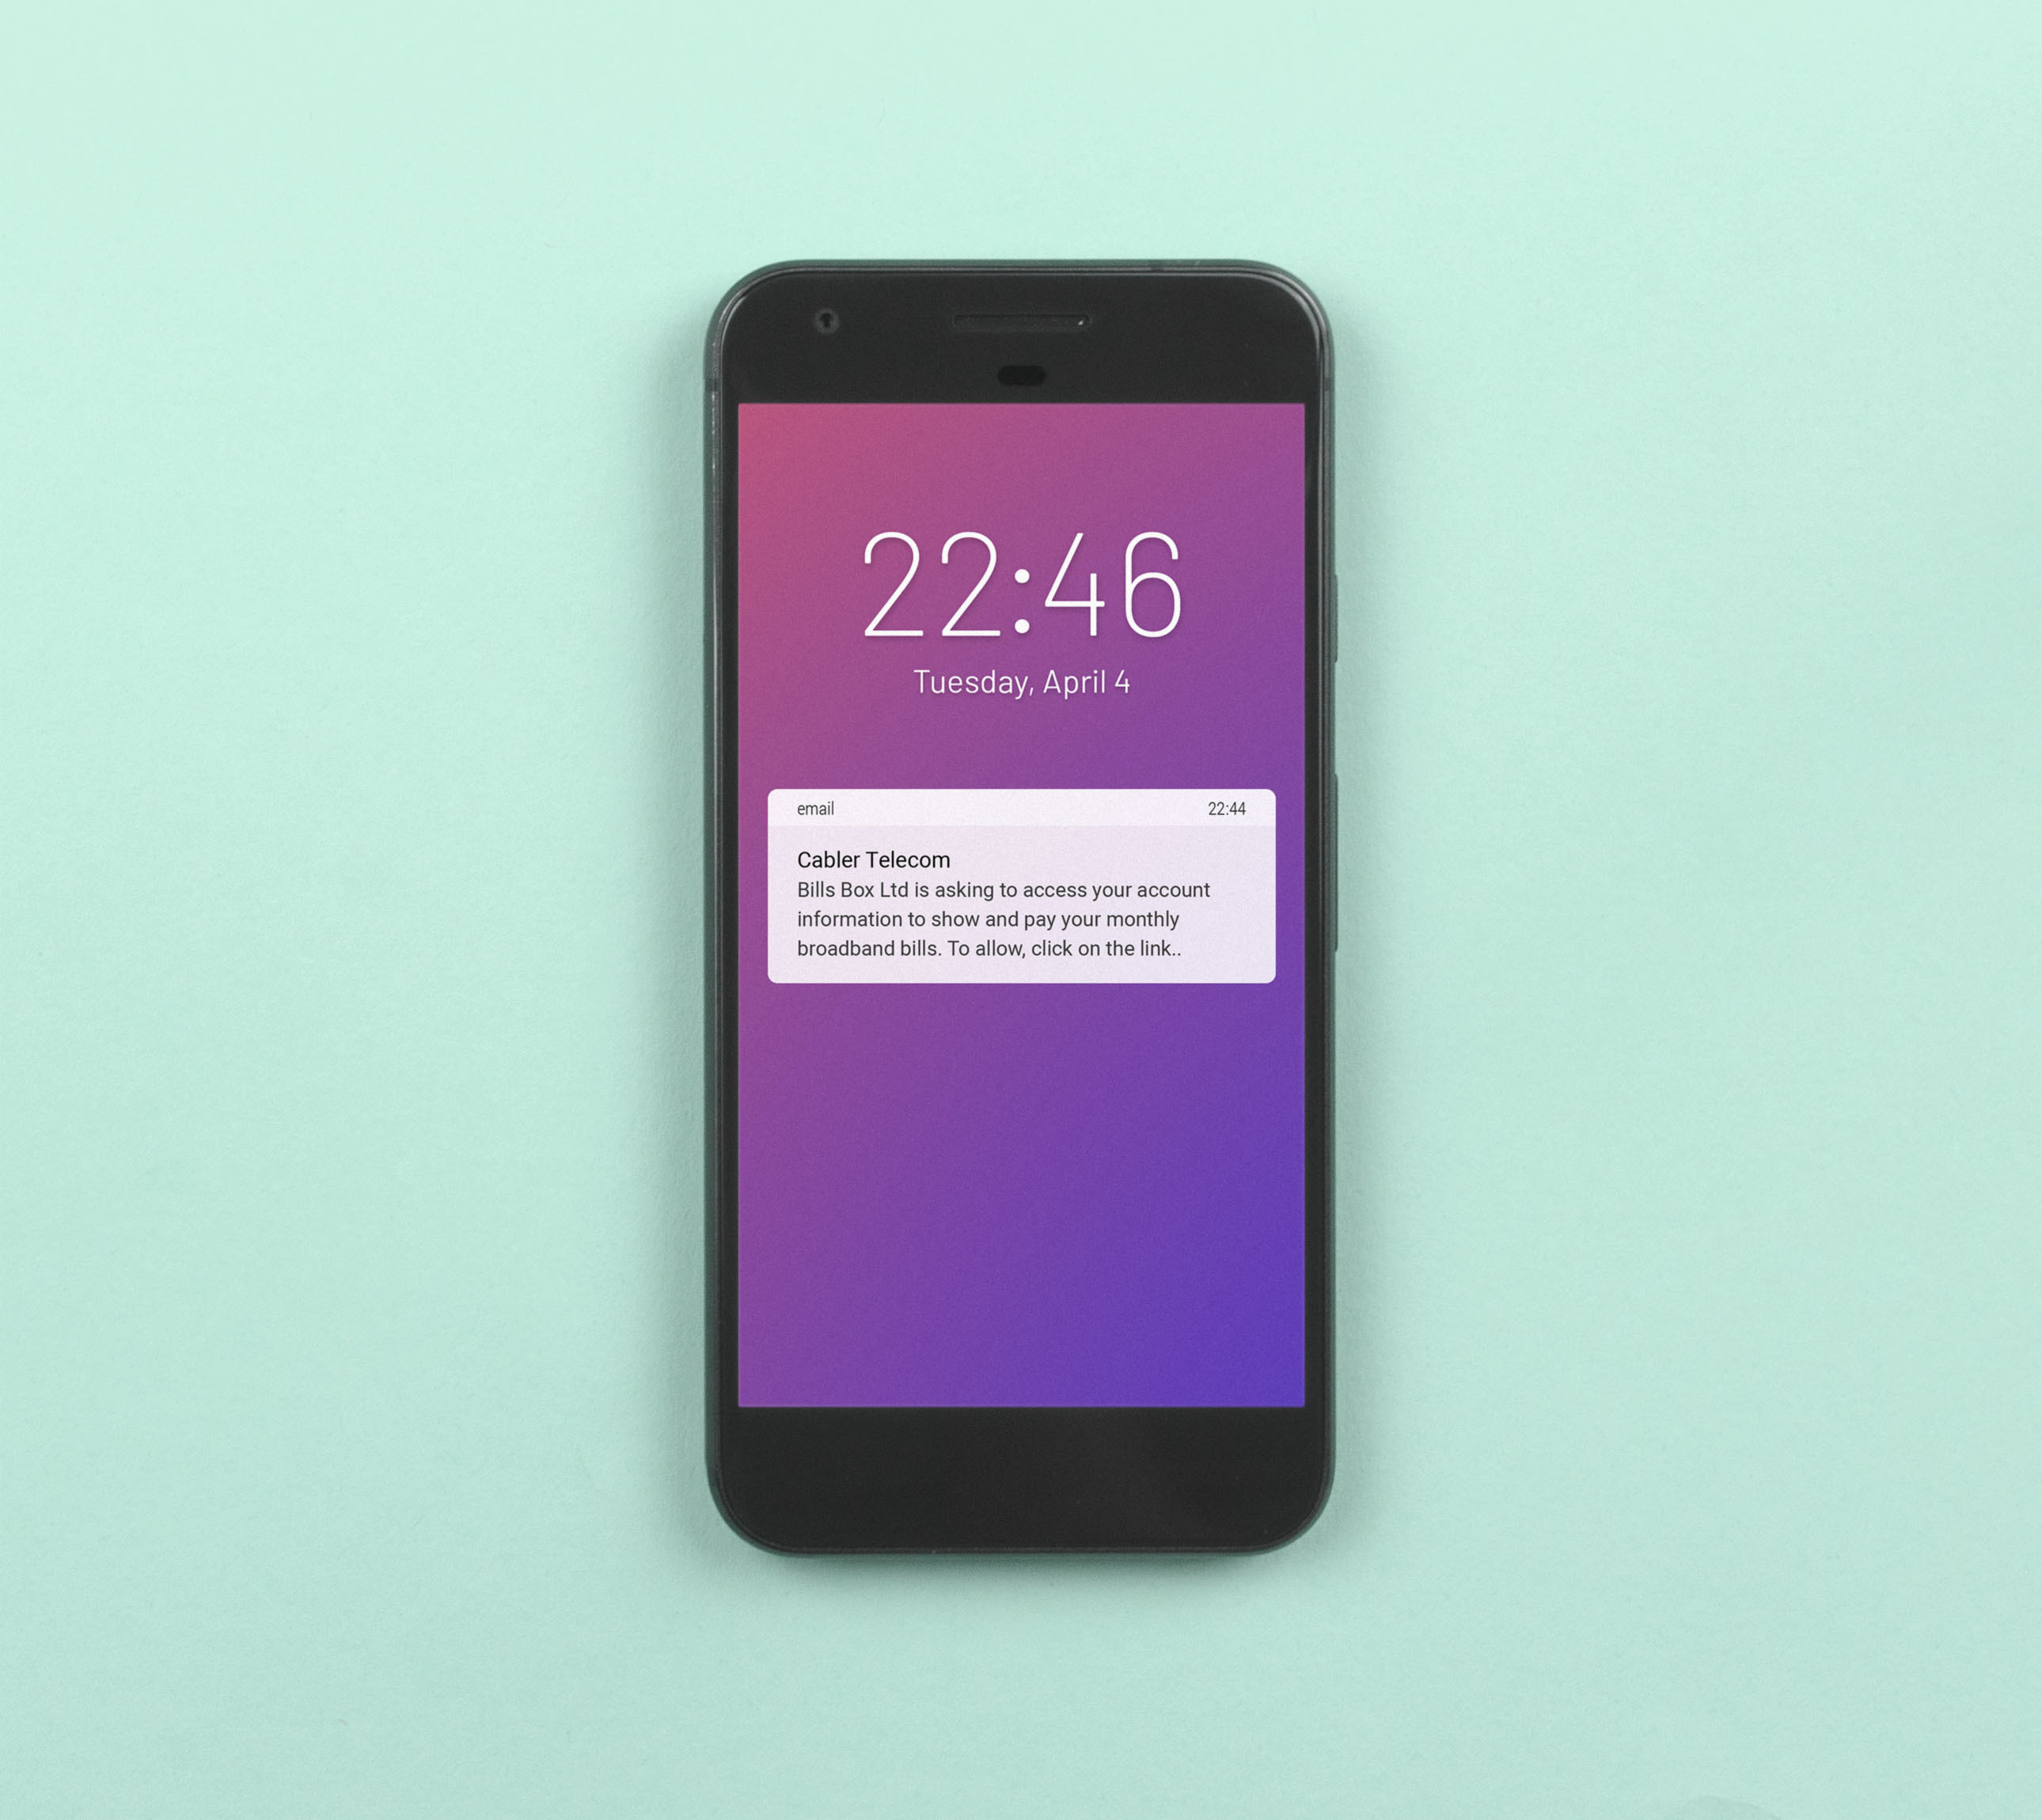 22:46
Tuesday, April 4
email 22:44
Cabler Telecom
Bills Box Ltd is asking to access your account
information to show and pay your monthly
broadband bills. To allow, click on the link..